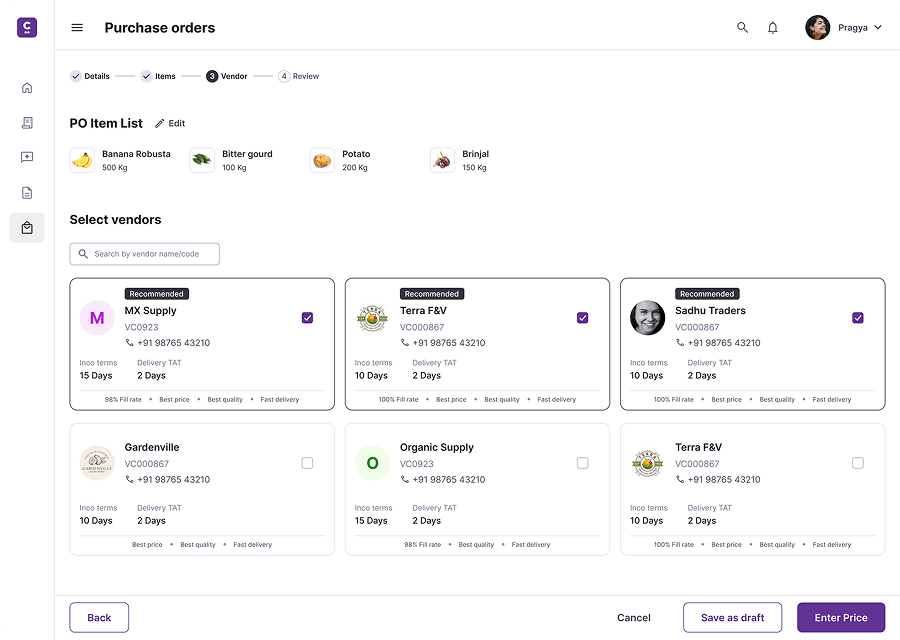 Purchase orders
Pragya
Details
Items
3 Vendor
4 Review
PO Item List
Edit
Banana Robusta
500 Kg
Bitter gourd
100 Kg
Potato
200 Kg
Brinjal
150 Kg
Select vendors
Search by vendor name/code
Recommended
M
MX Supply
VC0923
+91 98765 43210
Inco terms
Delivery TAT
15 Days
2 Days
98% Fill rate • Best price • Best quality • Fast delivery
Recommended
TERRA
Terra F&V
VC000867
+91 98765 43210
Inco terms
Delivery TAT
10 Days
2 Days
100% Fill rate • Best price • Best quality • Fast delivery
Recommended
Sadhu Traders
VC000867
+91 98765 43210
Inco terms
Delivery TAT
10 Days
2 Days
100% Fill rate • Best price • Best quality • Fast delivery
GARDENVILLE
Gardenville
VC000867
+91 98765 43210
Inco terms
Delivery TAT
10 Days
2 Days
Best price • Best quality • Fast delivery
O
Organic Supply
VC0923
+91 98765 43210
Inco terms
Delivery TAT
15 Days
2 Days
98% Fill rate • Best quality • Fast delivery
TERRA
Terra F&V
VC000867
+91 98765 43210
Inco terms
Delivery TAT
10 Days
2 Days
100% Fill rate • Best price • Best quality • Fast delivery
Back
Cancel
Save as draft
Enter Price